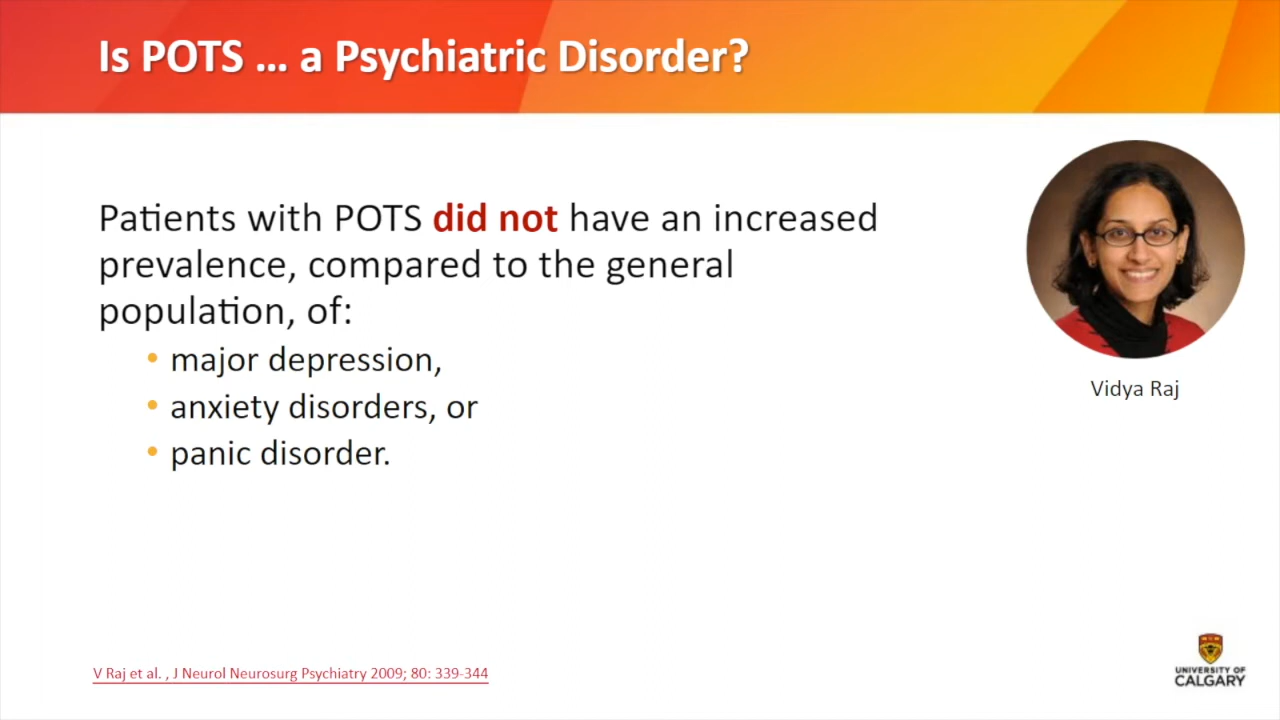 Is POTS ... a Psychiatric Disorder?
Patients with POTS did not have an increased
prevalence, compared to the general
population, of:
• major depression,
• anxiety disorders, or
• panic disorder.
Vidya Raj
V Raj et al. , J Neurol Neurosurg Psychiatry 2009; 80: 339-344
UNIVERSITY OF
CALGARY